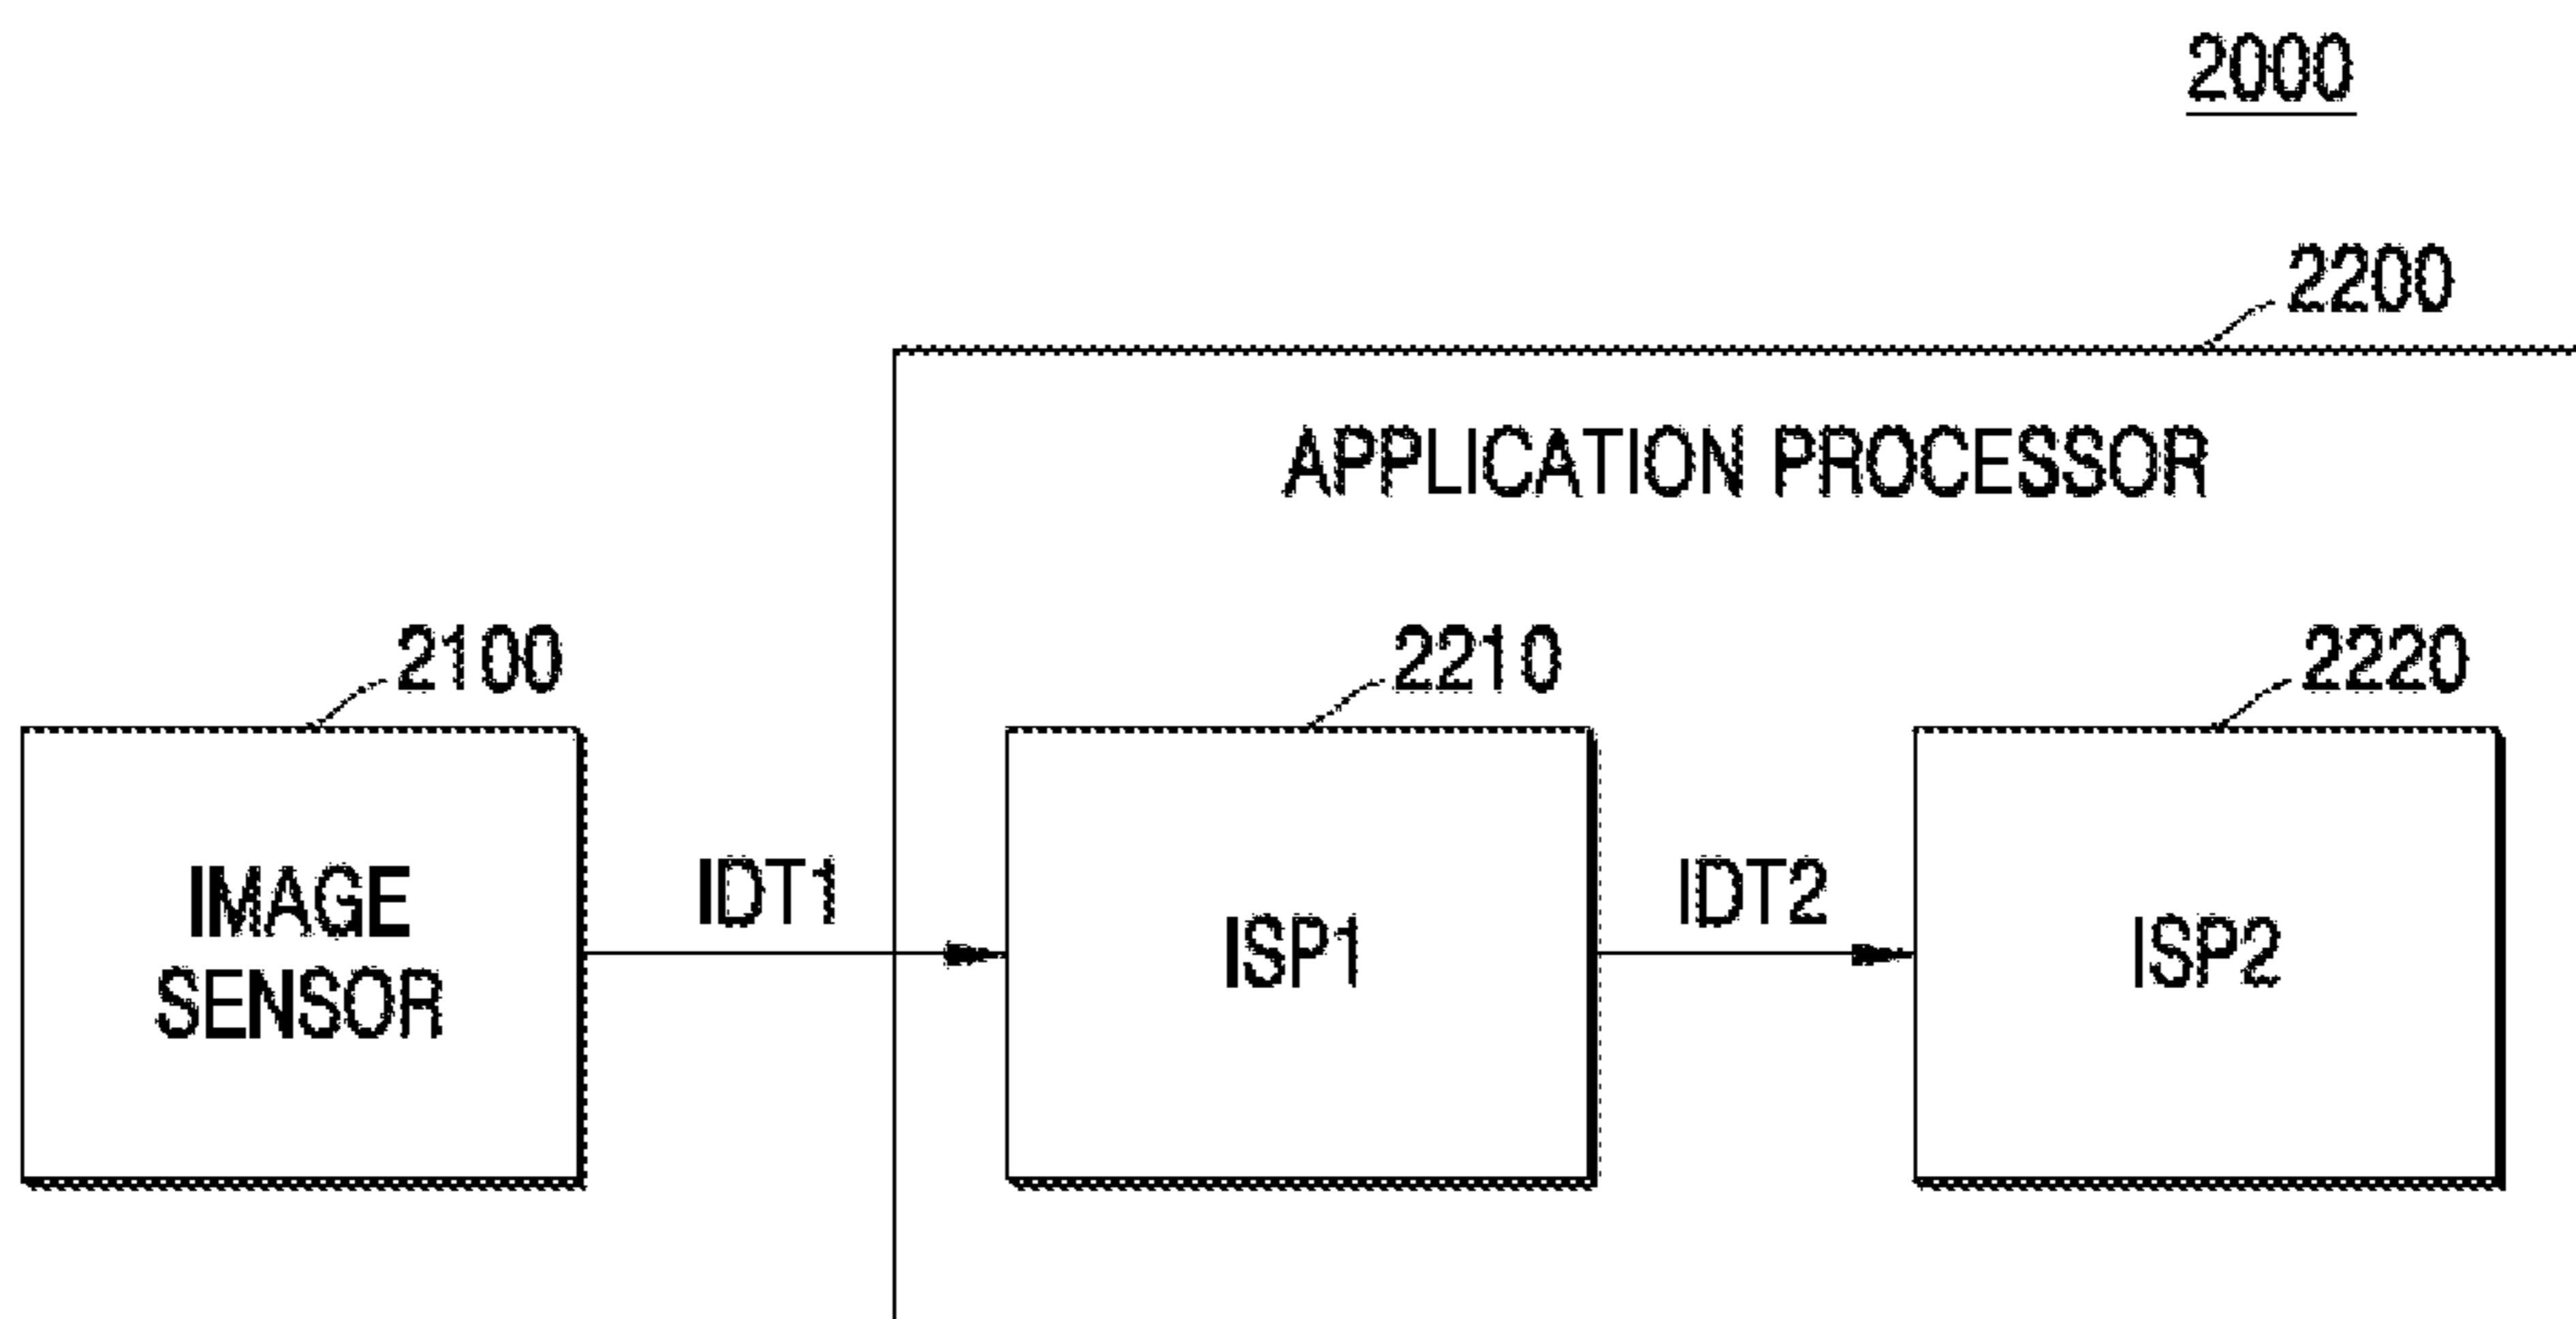 2000
2200
APPLICATION PROCESSOR
2100
2210
2220
IDT1
IDT2
IMAGE
SENSOR
ISP1
ISP2